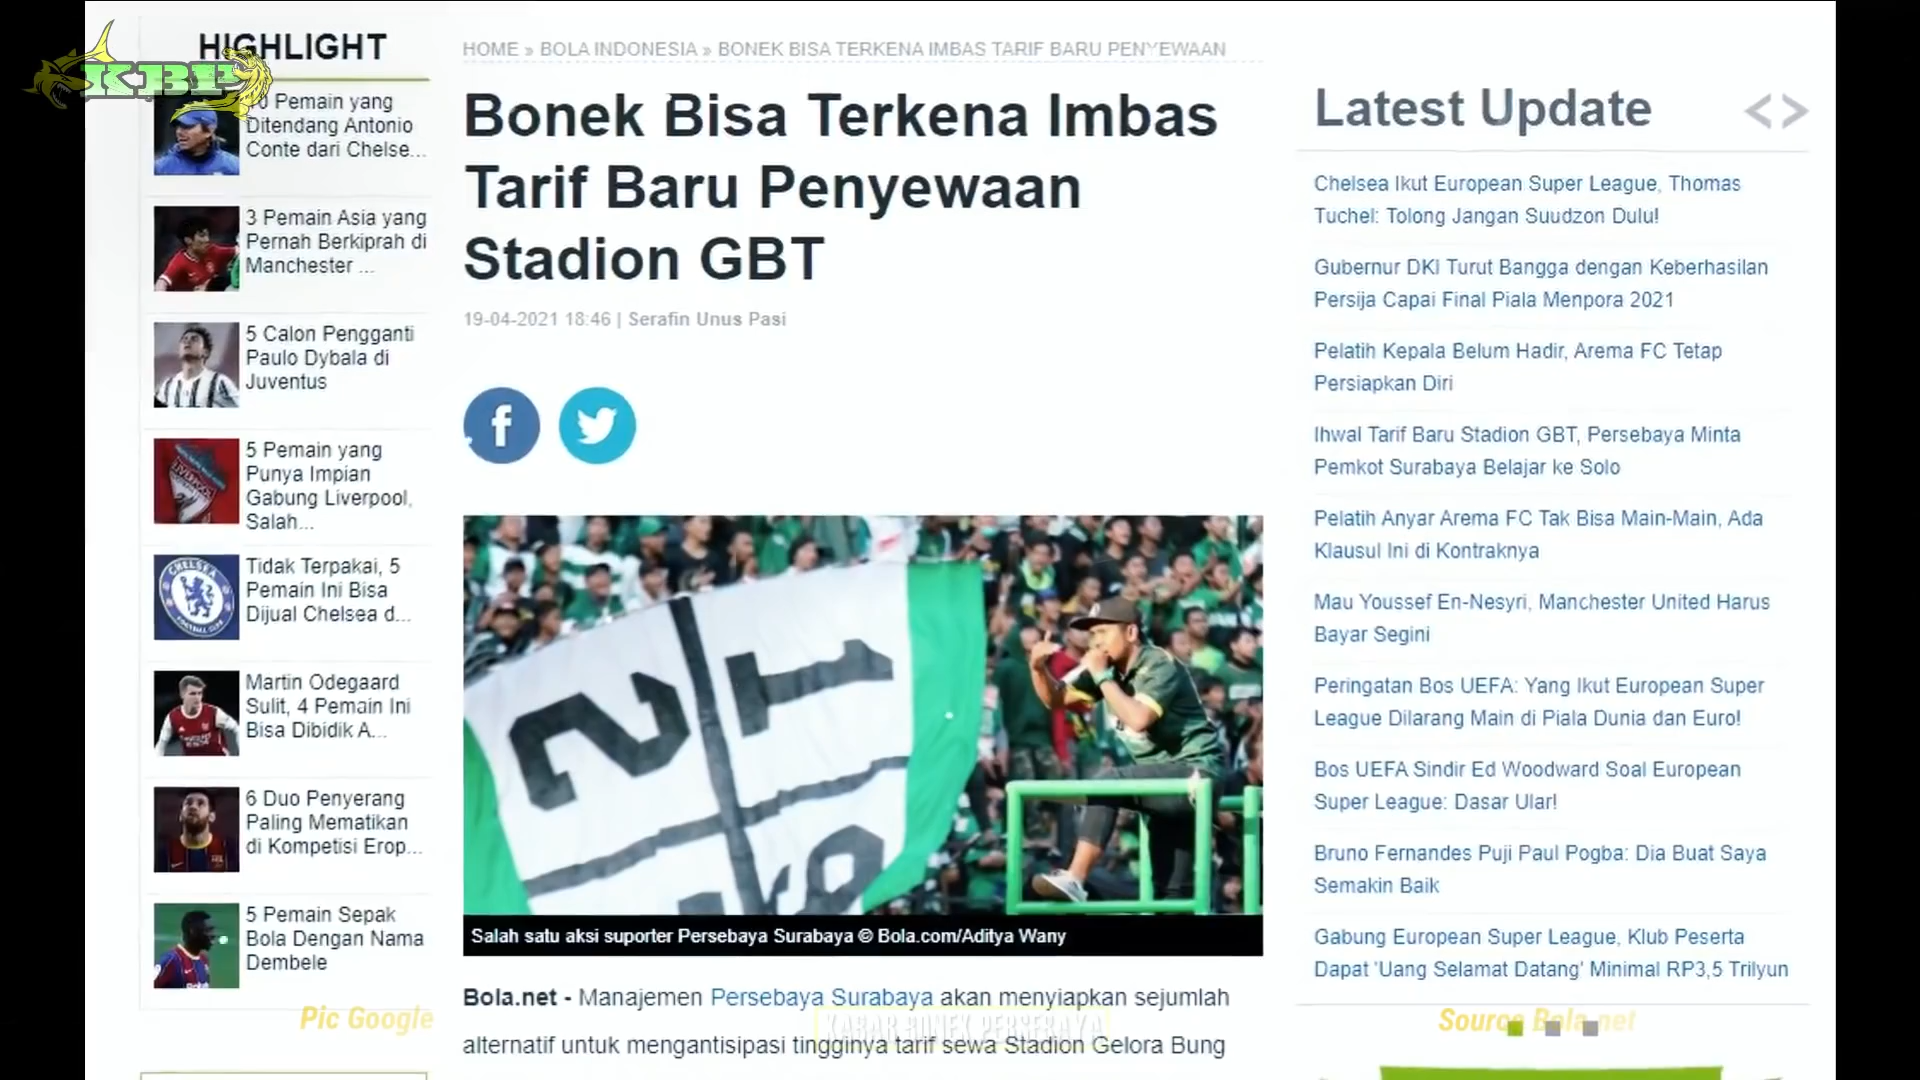 HIGHLIGHT
KBP
10 Pemain yang
Ditendang Antonio
Conte dari Chelse...
3 Pemain Asia yang
Pernah Berkiprah di
Manchester ...
5 Calon Pengganti
Paulo Dybala di
Juventus
5 Pemain yang
Punya Impian
Gabung Liverpool,
Salah...
Tidak Terpakai, 5
Pemain Ini Bisa
Dijual Chelsea d...
Martin Odegaard
Sulit, 4 Pemain Ini
Bisa Dibidik A...
6 Duo Penyerang
Paling Mematikan
di Kompetisi Erop...
5 Pemain Sepak
Bola Dengan Nama
Dembele
Pic Google
HOME » BOLA INDONESIA » BONEK BISA TERKENA IMBAS TARIF BARU PENYEWAAN
Bonek Bisa Terkena Imbas
Tarif Baru Penyewaan
Stadion GBT
19-04-2021 18:46 | Serafin Unus Pasi
Salah satu aksi suporter Persebaya Surabaya © Bola.com/Aditya Wany
Bola.net - Manajemen Persebaya Surabaya akan menyiapkan sejumlah
KABAR BONEK PERSEBAYA
alternatif untuk mengantisipasi tingginya tarif sewa Stadion Gelora Bung
Latest Update
Chelsea Ikut European Super League, Thomas
Tuchel: Tolong Jangan Suudzon Dulu!
Gubernur DKI Turut Bangga dengan Keberhasilan
Persija Capai Final Piala Menpora 2021
Pelatih Kepala Belum Hadir, Arema FC Tetap
Persiapkan Diri
Ihwal Tarif Baru Stadion GBT, Persebaya Minta
Pemkot Surabaya Belajar ke Solo
Pelatih Anyar Arema FC Tak Bisa Main-Main, Ada
Klausul Ini di Kontraknya
Mau Youssef En-Nesyri, Manchester United Harus
Bayar Segini
Peringatan Bos UEFA: Yang Ikut European Super
League Dilarang Main di Piala Dunia dan Euro!
Bos UEFA Sindir Ed Woodward Soal European
Super League: Dasar Ular!
Bruno Fernandes Puji Paul Pogba: Dia Buat Saya
Semakin Baik
Gabung European Super League, Klub Peserta
Dapat 'Uang Selamat Datang' Minimal RP3,5 Trilyun
Source Bola.net